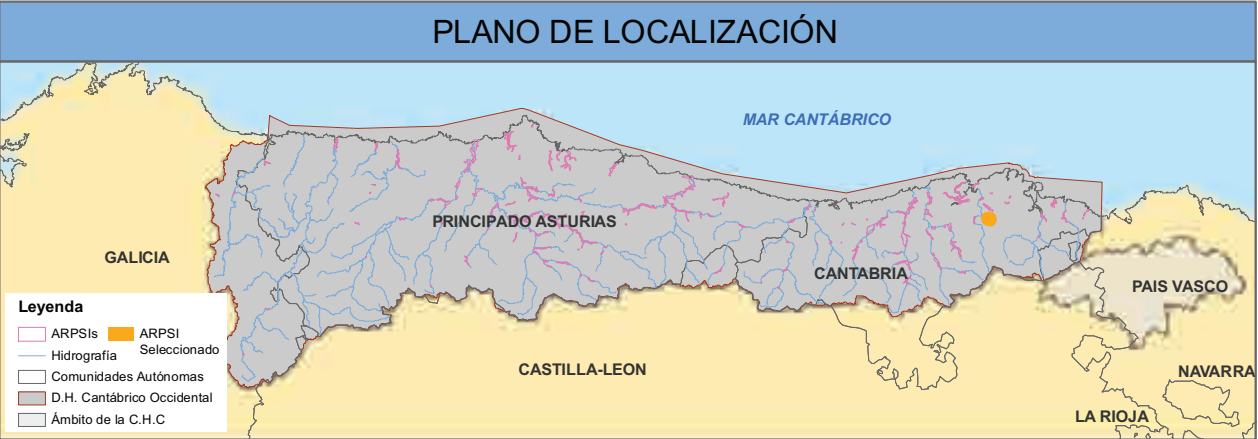 PLANO DE LOCALIZACIÓN
MAR CANTÁBRICO
PRINCIPADO ASTURIAS
GALICIA
CANTABRIA
PAIS VASCO
CASTILLA-LEON
NAVARRA
LA RIOJA
Leyenda
ARPSIs
ARPSI
Seleccionado
Hidrografía
Comunidades Autónomas
D.H. Cantábrico Occidental
Ámbito de la C.H.C